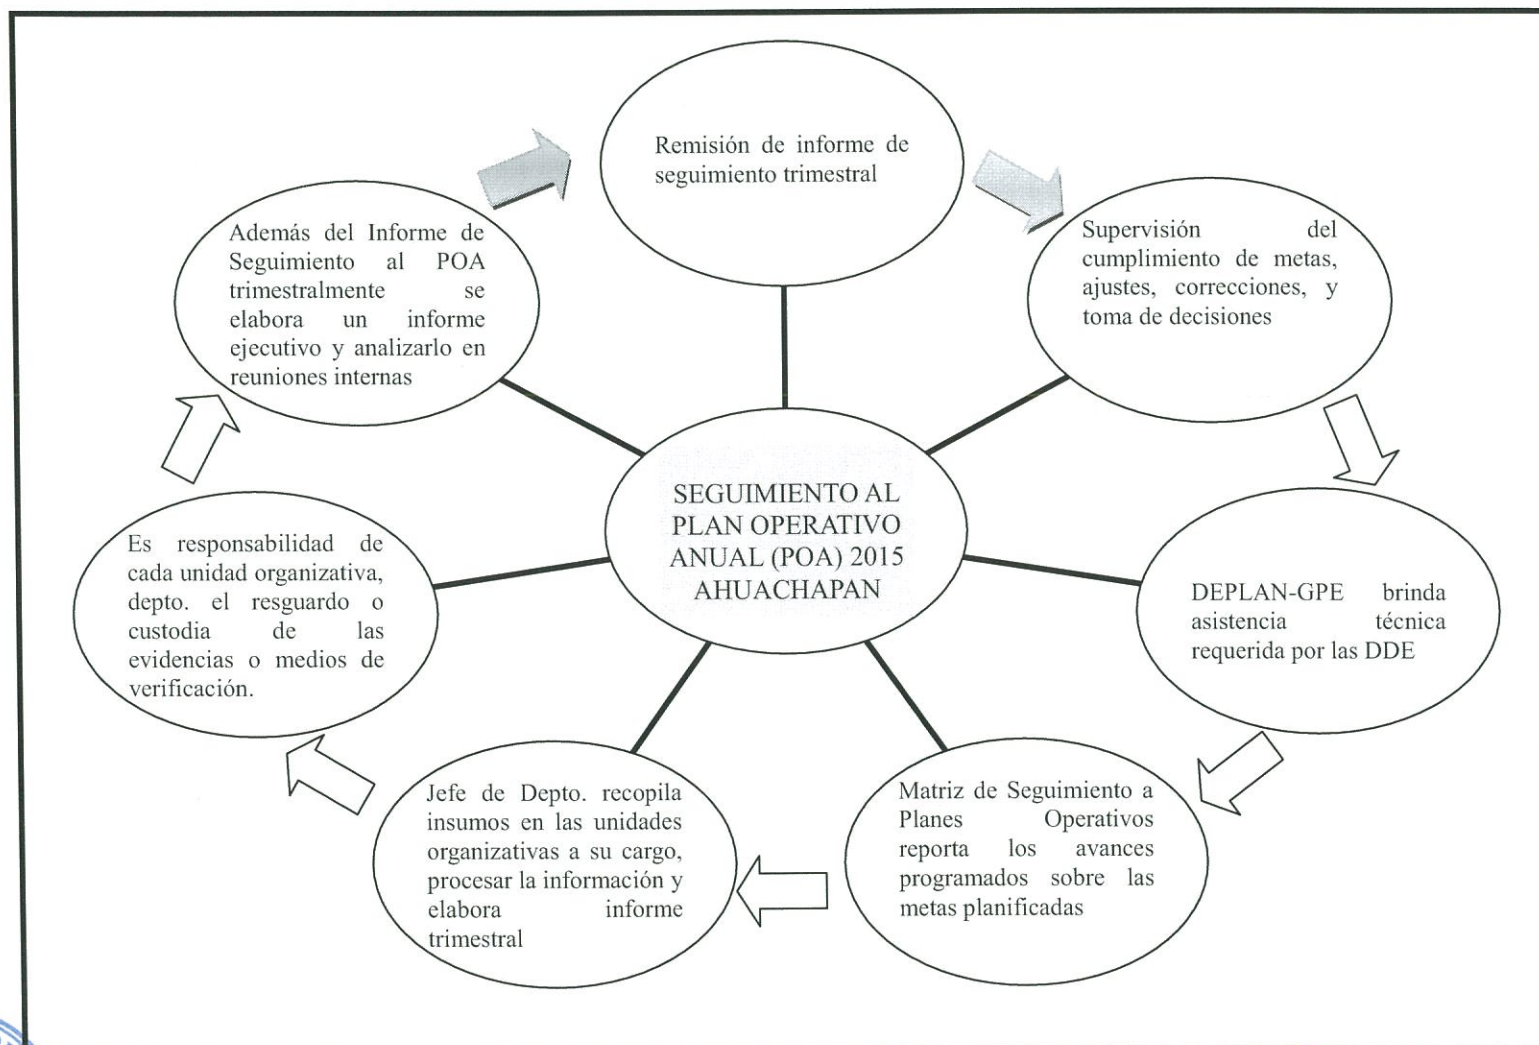 Remisión de informe de
seguimiento trimestral
Supervisión del
cumplimiento de metas,
ajustes, correcciones, y
toma de decisiones
DEPLAN-GPE brinda
asistencia técnica
requerida por las DDE
Matriz de Seguimiento a
Planes Operativos
reporta los avances
programados sobre las
metas planificadas
Jefe de Depto. recopila
insumos en las unidades
organizativas a su cargo,
procesar la información y
elabora informe
trimestral
Es responsabilidad de
cada unidad organizativa,
depto. el resguardo o
custodia de las
evidencias o medios de
verificación.
Además del Informe de
Seguimiento al POA
trimestralmente se
elabora un informe
ejecutivo y analizarlo en
reuniones internas
SEGUIMIENTO AL
PLAN OPERATIVO
ANUAL (POA) 2015
AHUACHAPAN